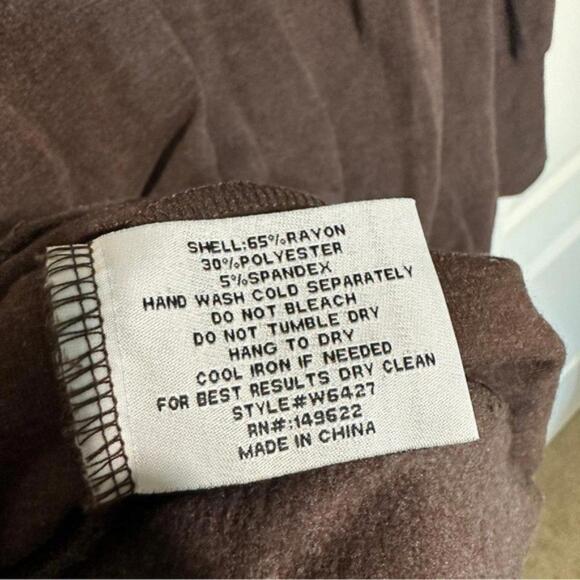 SHELL:65%RAYON
30%POLYESTER
5%SPANDEX
HAND WASH COLD SEPARATELY
DO NOT BLEACH
DO NOT TUMBLE DRY
HANG TO DRY
COOL IRON IF NEEDED
FOR BEST RESULTS DRY CLEAN
STYLE#W6427
RN#:149622
MADE IN CHINA